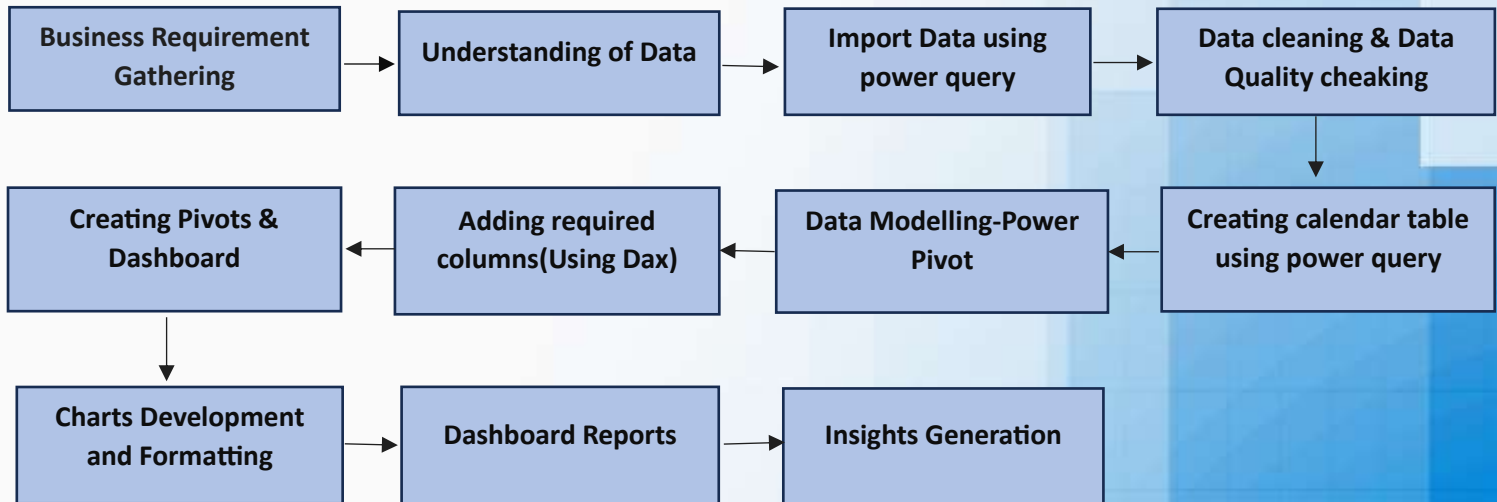 Business Requirement
Gathering
Understanding of Data
Import Data using
power query
Data cleaning & Data
Quality cheaking
Creating calendar table
using power query
Data Modelling-Power
Pivot
Adding required
columns(Using Dax)
Creating Pivots &
Dashboard
Charts Development
and Formatting
Dashboard Reports
Insights Generation